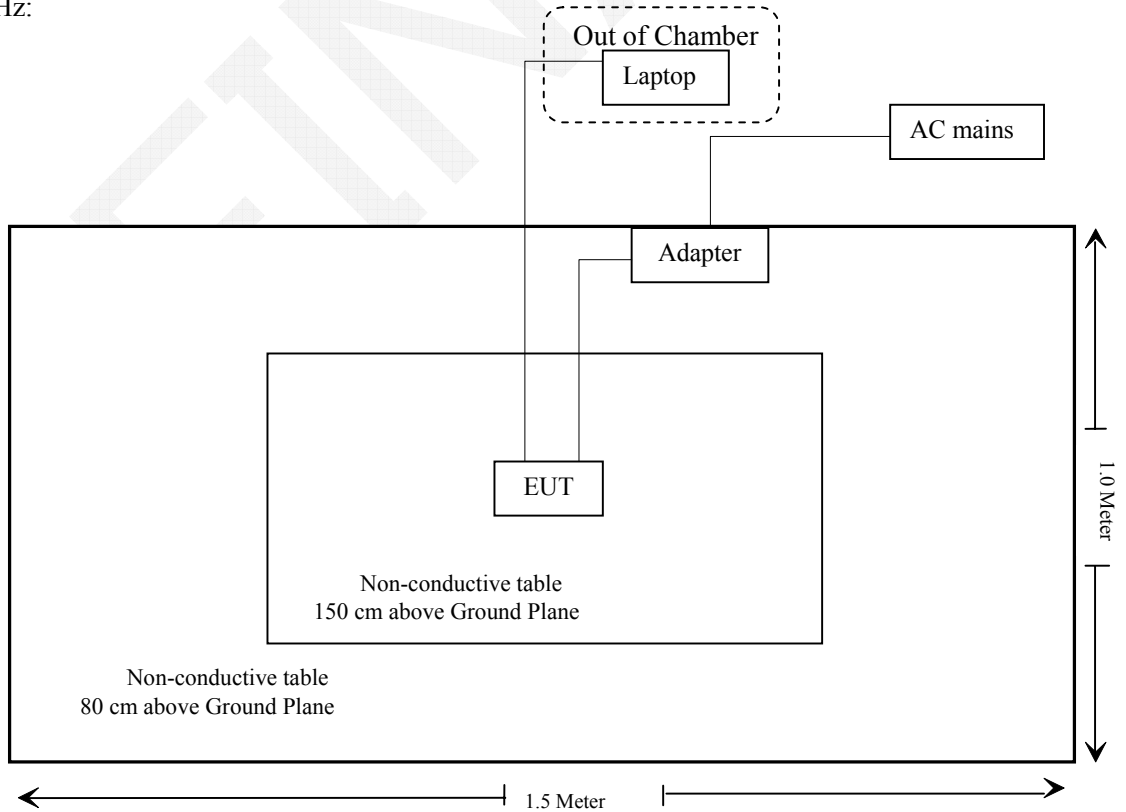 Hz:
Out of Chamber
Laptop
AC mains
Adapter
EUT
1.0 Meter
Non-conductive table
150 cm above Ground Plane
Non-conductive table
80 cm above Ground Plane
1.5 Meter